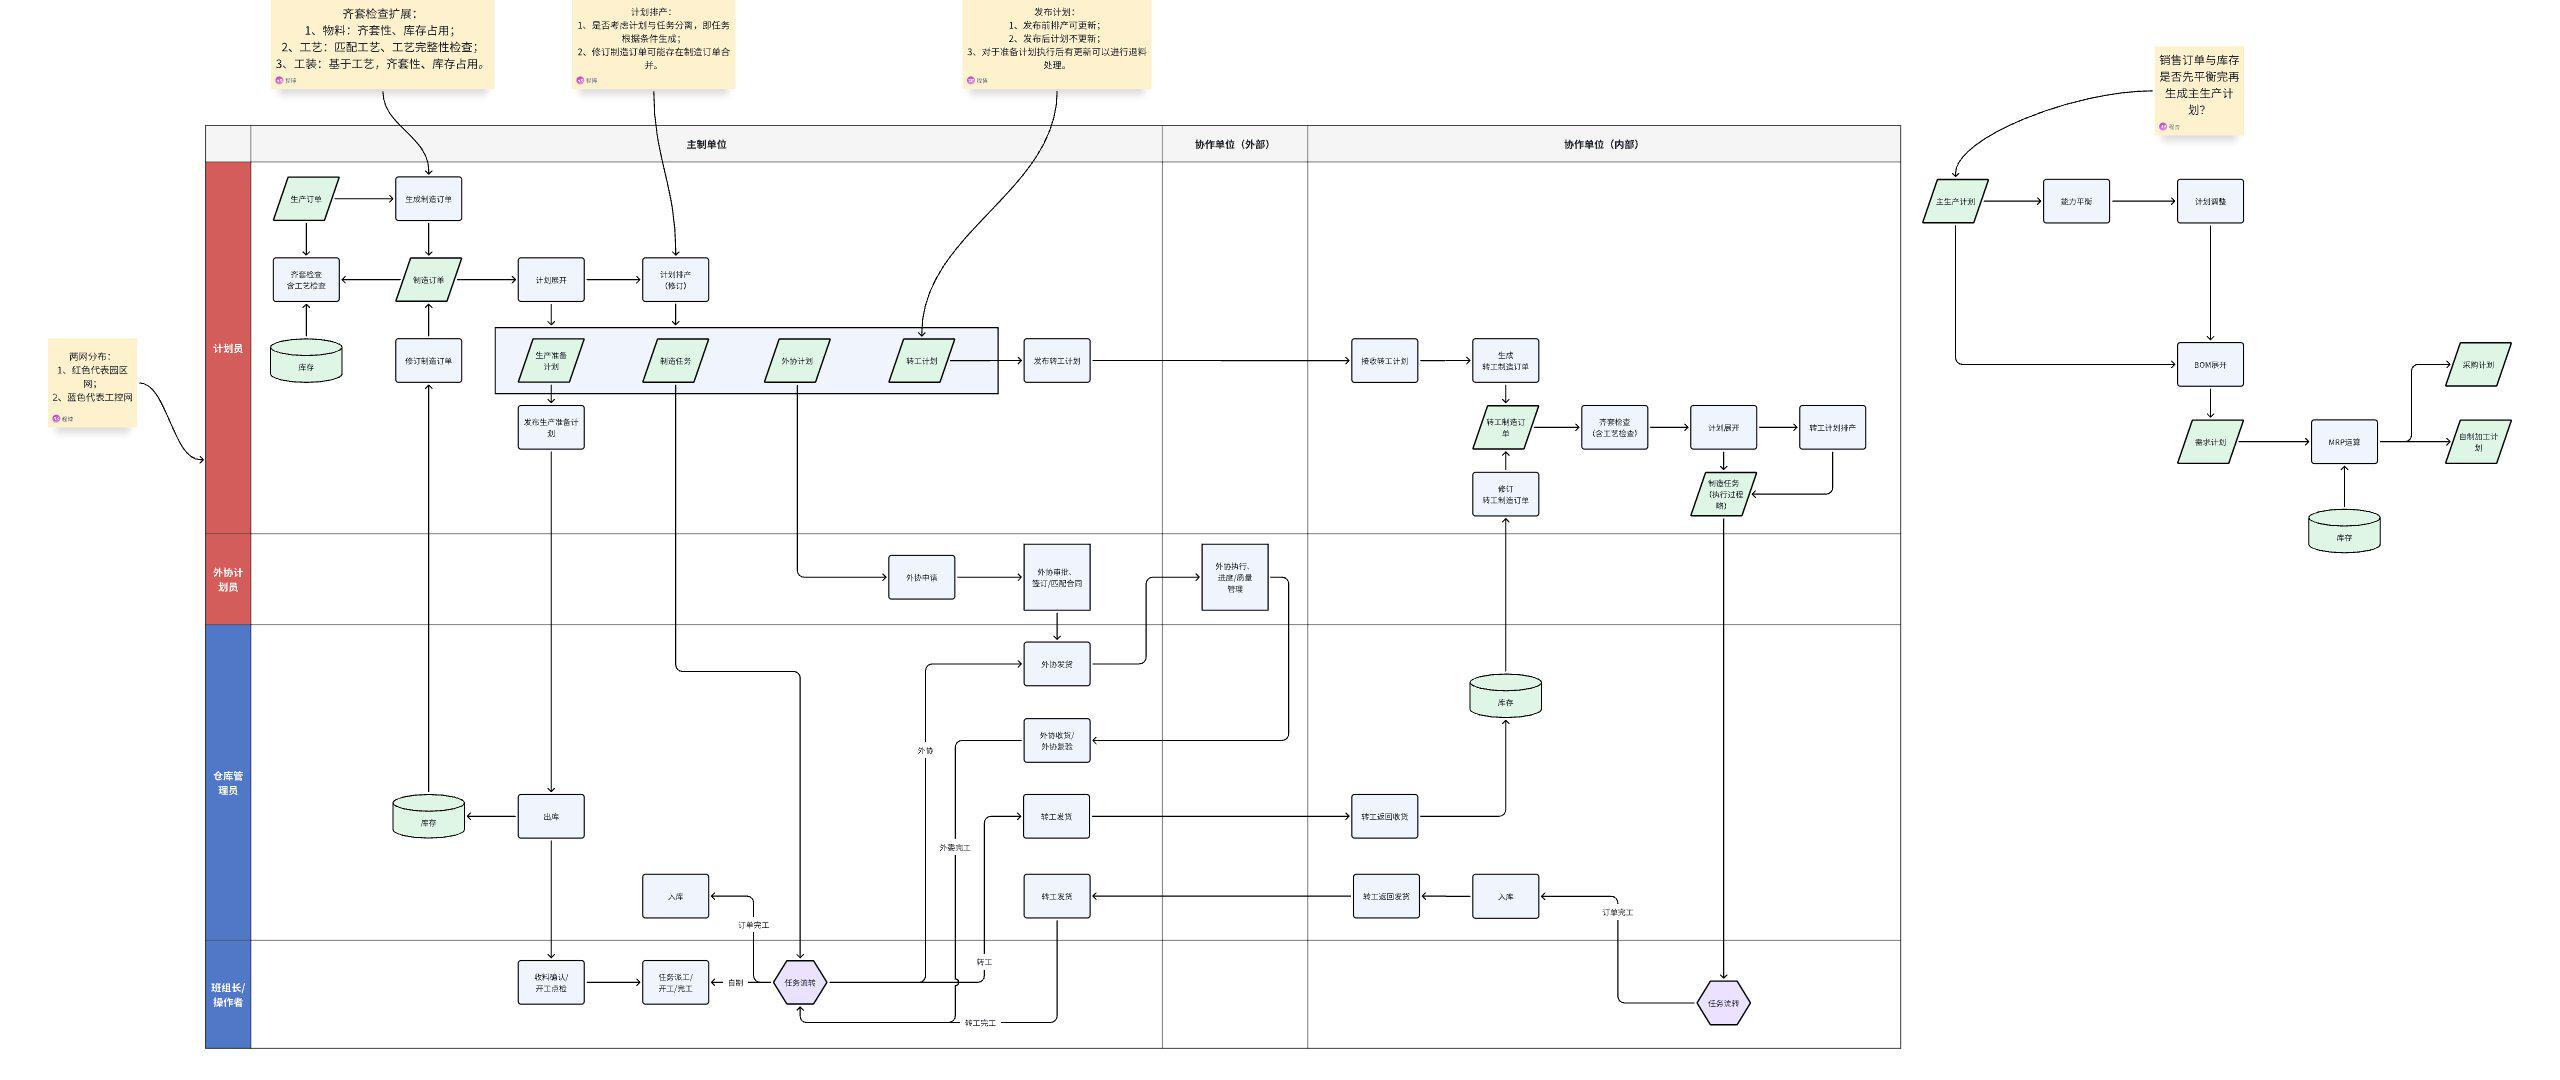 齐套检查扩展：
1、物料：齐套性、库存占用；
2、工艺：匹配工艺、工艺完整性检查；
3、工装：基于工艺，齐套性、库存占用。
计划排产：
1、是否考虑计划与任务分离，即任务
根据条件生成；
2、修订制造订单可能存在制造订单合
并。
发布计划：
1、发布前排产可更新；
2、发布后计划不更新；
3、对于准备计划执行后有更新可以进行退料
处理。
销售订单与库存
是否先平衡完再
生成主生产计
划？
两网分布：
1、红色代表园区
网；
2、蓝色代表工控网
主制单位
协作单位（外部）
协作单位（内部）
计划员
生产订单
生成制造订单
齐套检查
含工艺检查
制造订单
计划展开
计划排产
（修订）
库存
修订制造订单
生产准备
计划
制造任务
外协计划
转工计划
发布转工计划
发布生产准备计
划
接收转工计划
生成
转工制造订单
转工制造订
单
齐套检查
（含工艺检查）
计划展开
转工计划排产
修订
转工制造订单
制造任务
（执行过程
略）
外协计
划员
外协申请
外协审批、
签订/匹配合同
外协执行、
进度/质量
管理
仓库管
理员
外协发货
外协收货/
外协复验
外协
库存
出库
外委完工
转工发货
转工返回收货
库存
入库
订单完工
转工发货
转工返回发货
入库
订单完工
班组长/
操作者
收料确认/
开工点检
任务派工/
开工/完工
自制
任务流转
转工
转工完工
任务流转
主生产计划
能力平衡
计划调整
BOM展开
采购计划
需求计划
MRP运算
自制加工计
划
库存